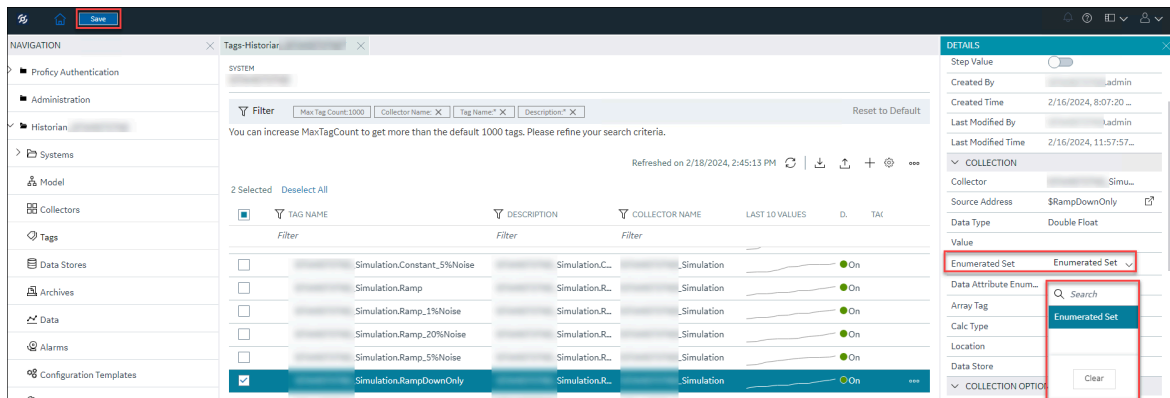 Save
NAVIGATION
Proficy Authentication
Administration
Historian
Systems
Model
Collectors
Tags
Data Stores
Archives
Data
Alarms
Configuration Templates
Tags-Historian
SYSTEM
Filter Max Tag Count:1000 Collector Name: X Tag Name:* X Description:* X Reset to Default
You can increase MaxTagCount to get more than the default 1000 tags. Please refine your search criteria.
Refreshed on 2/18/2024, 2:45:13 PM
2 Selected Deselect All
TAG NAME DESCRIPTION COLLECTOR NAME LAST 10 VALUES D. TAG
Filter Filter Filter
Simulation.Constant_5%Noise Simulation.C... _Simulation On
Simulation.Ramp Simulation.R... _Simulation On
Simulation.Ramp_1%Noise Simulation.R... _Simulation On
Simulation.Ramp_20%Noise Simulation.R... _Simulation On
Simulation.Ramp_5%Noise Simulation.R... _Simulation On
Simulation.RampDownOnly Simulation.R... _Simulation On
DETAILS
Step Value
Created By .admin
Created Time 2/16/2024, 8:07:20 ...
Last Modified By .admin
Last Modified Time 2/16/2024, 11:57:57...
COLLECTION
Collector _Simu...
Source Address $RampDownOnly
Data Type Double Float
Value
Enumerated Set Enumerated Set
Data Attribute Enum...
Search
Array Tag
Enumerated Set
Calc Type
Location
Data Store
Clear
COLLECTION OPTION